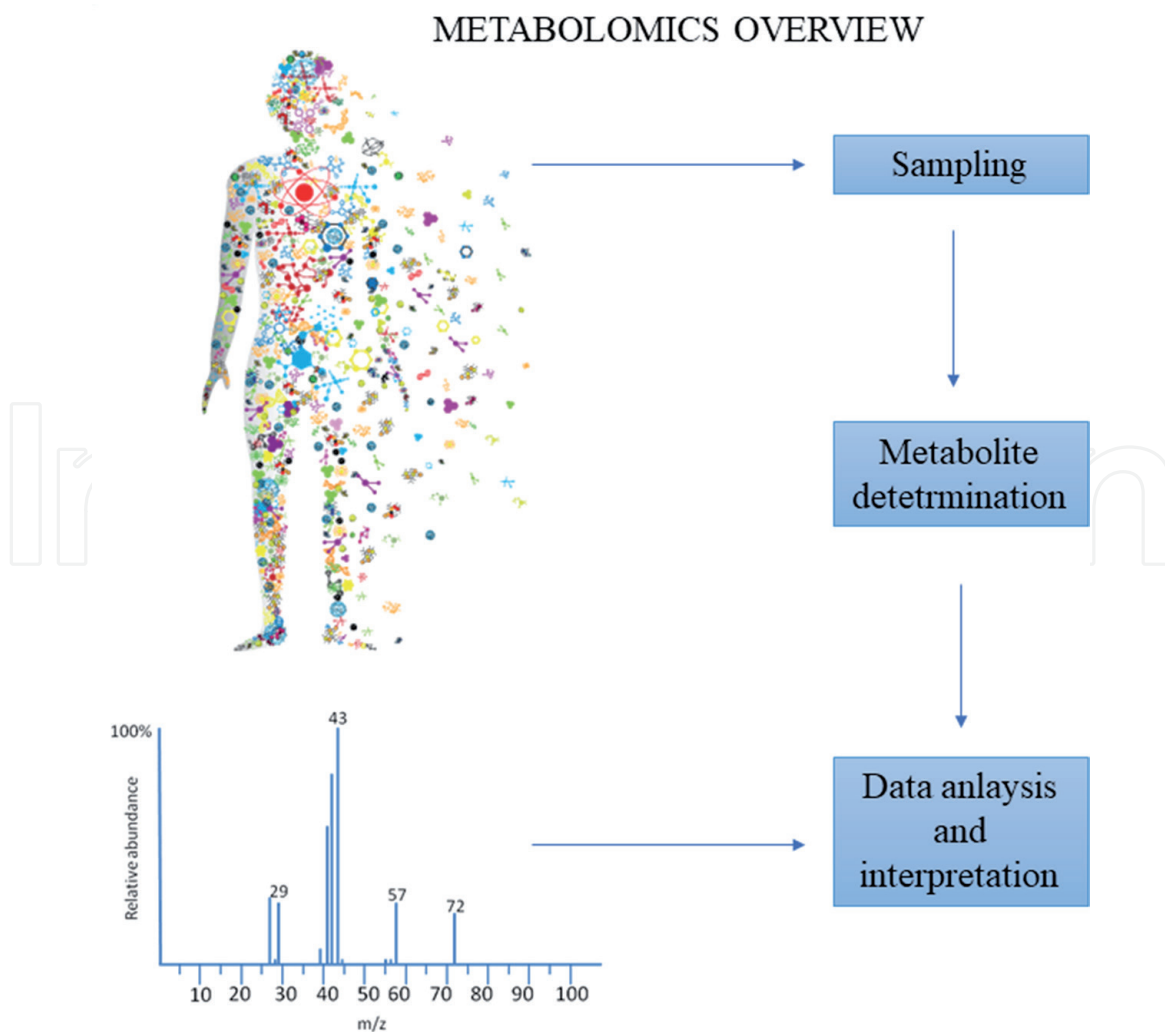 METABOLOMICS OVERVIEW
Sampling
Metabolite
detetrmination
Data anlaysis
and
interpretation
100%
Relative abundance
43
29
57
72
10 20 30 40 50 60 70 80 90 100
m/z